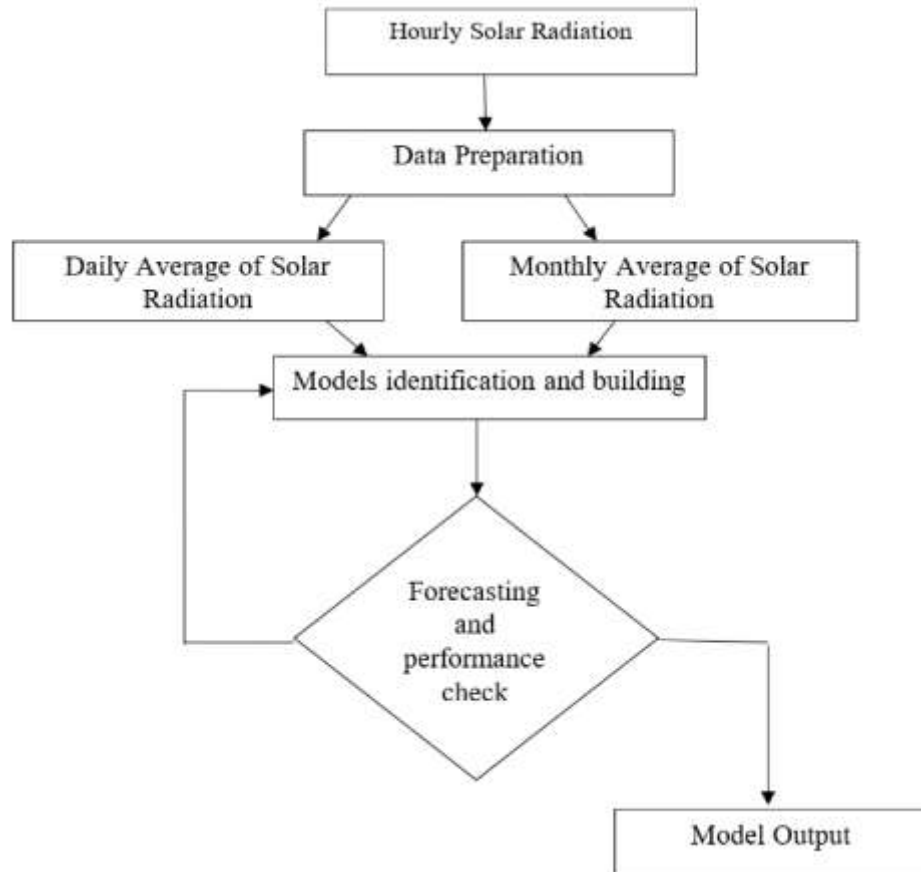 Hourly Solar Radiation
Data Preparation
Daily Average of Solar
Radiation
Monthly Average of Solar
Radiation
Models identification and building
Forecasting
and
performance
check
Model Output